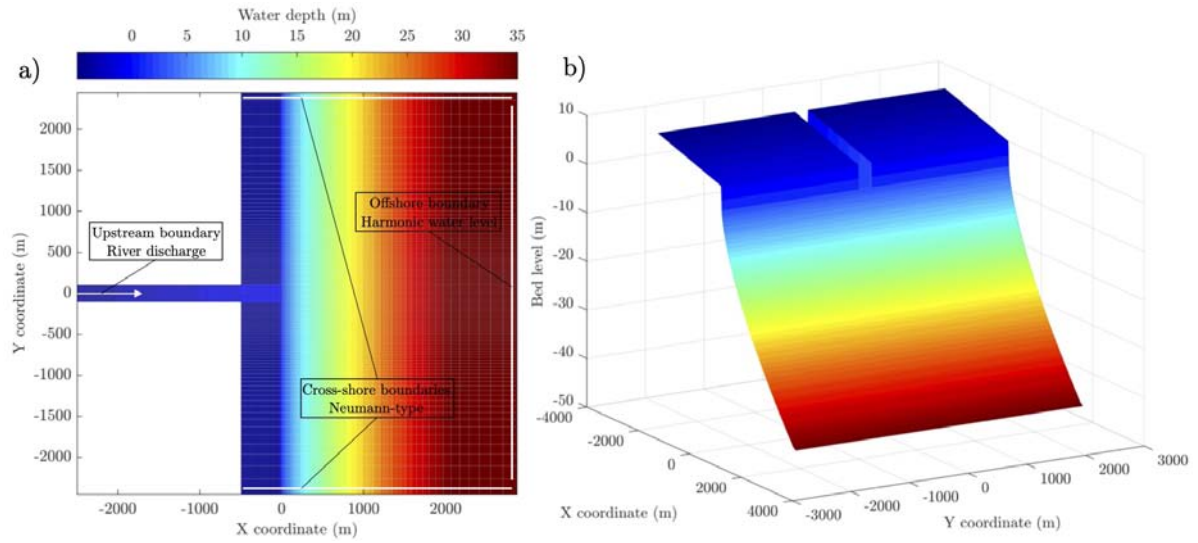 Water depth (m)
0 5 10 15 20 25 30 35
a)
b)
2000
1500
1000
500
0
-500
-1000
-1500
-2000
Y coordinate (m)
Upstream boundary
River discharge
Offshore boundary
Harmonic water level
Cross-shore boundaries
Neumann-type
-2000 -1000 0 1000 2000
X coordinate (m)
10
0
-10
-20
-30
-40
-50
Bed level (m)
-4000
-2000
0
2000
4000
X coordinate (m)
-3000
-2000
-1000
0
1000
2000
3000
Y coordinate (m)